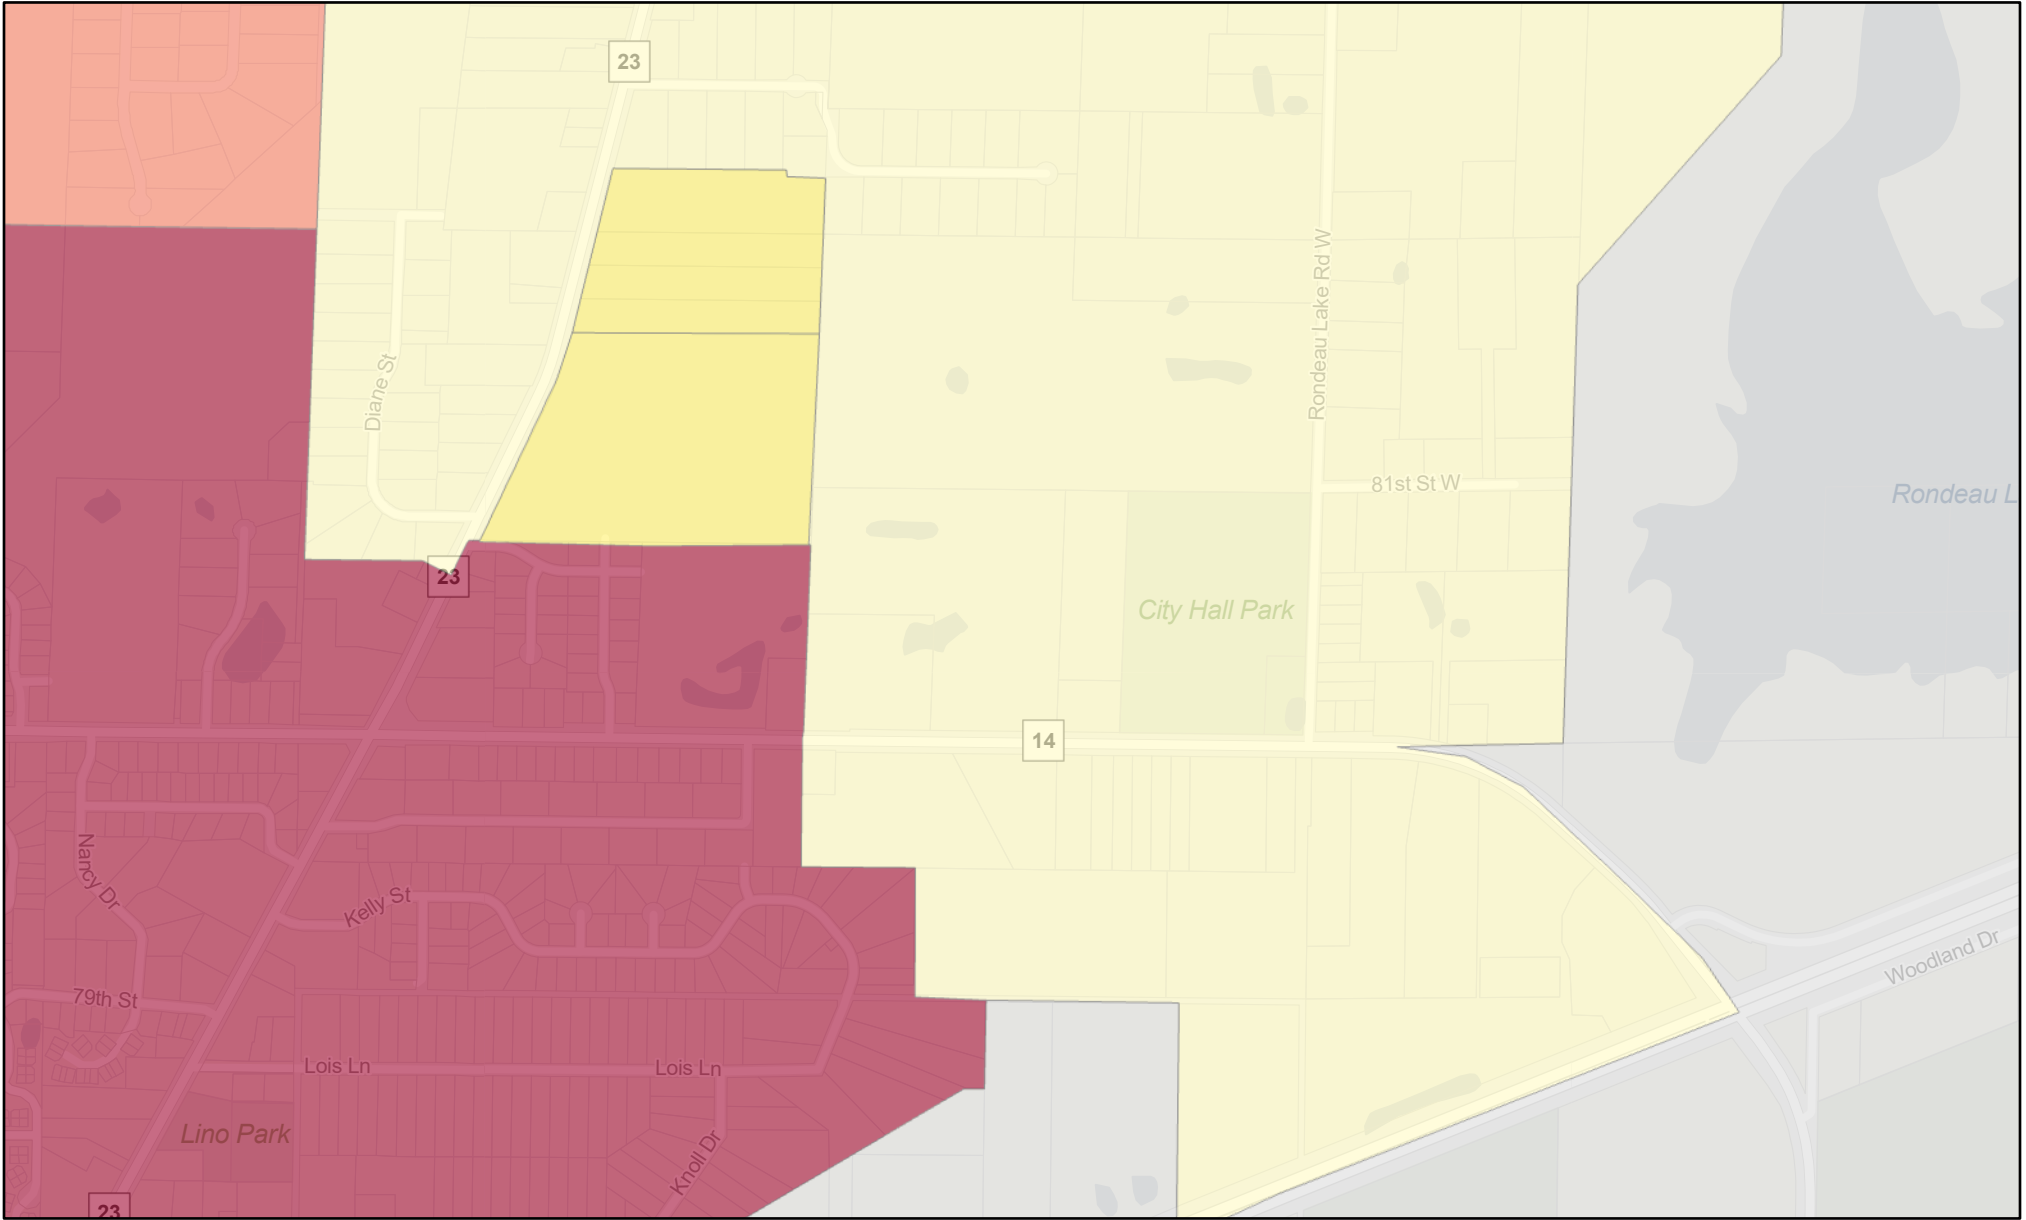 23
Rondeau Lake Rd W
Diane St
81st St W
Rondeau L
23
City Hall Park
14
Nancy Dr
Kelly St
Woodland Dr
79th St
Lois Ln
Lois Ln
Lino Park
Knoll Dr
23